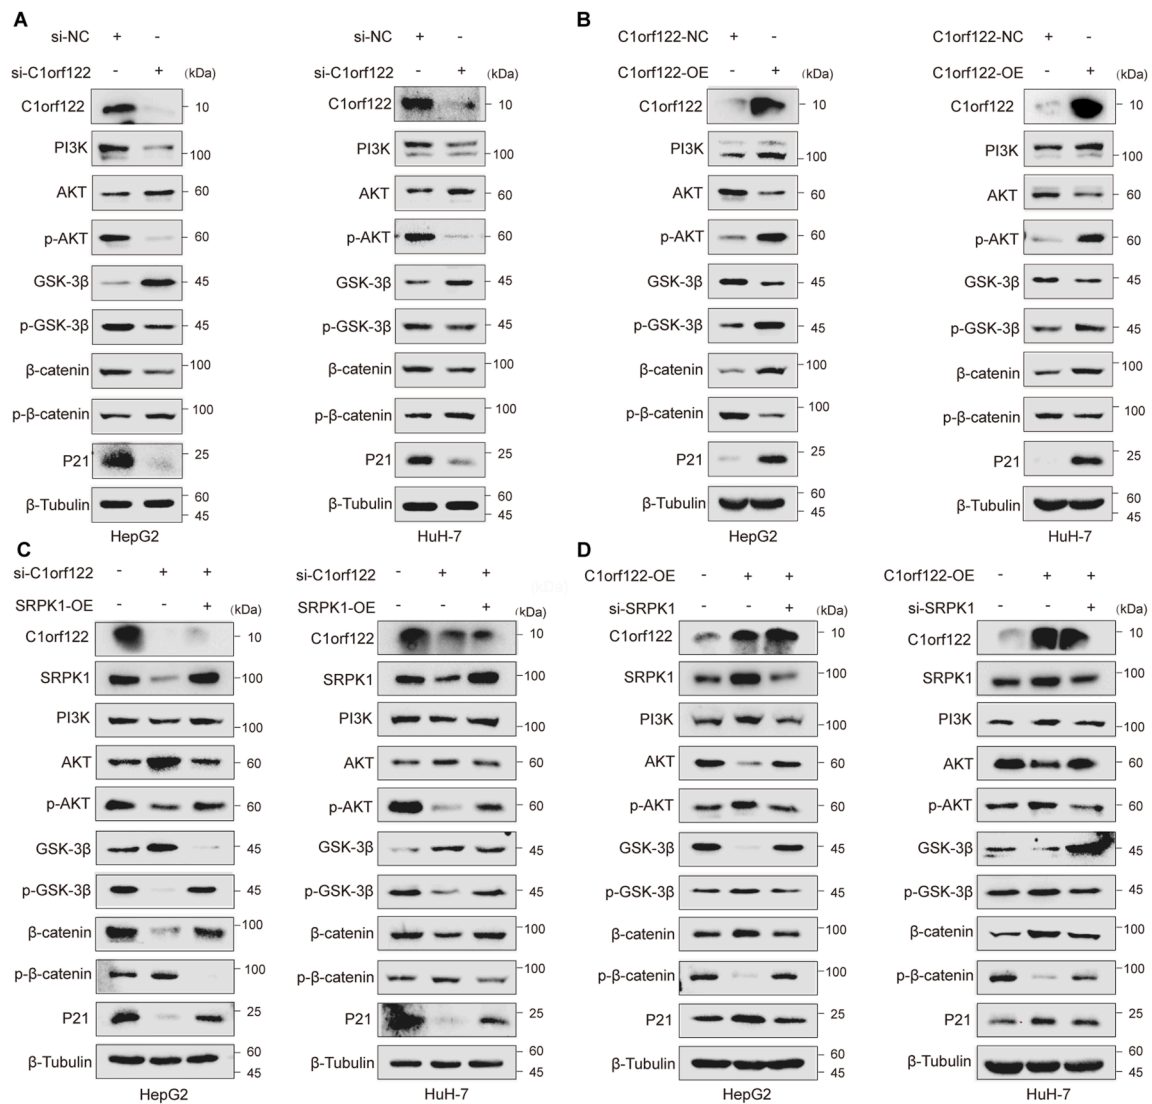 A
si-NC + -
si-C1orf122 - + (kDa)
C1orf122 10
PI3K 100
AKT 60
p-AKT 60
GSK-3β 45
p-GSK-3β 45
β-catenin 100
p-β-catenin 100
P21 25
β-Tubulin 60
45
HepG2
si-NC + -
si-C1orf122 - + (kDa)
C1orf122 10
PI3K 100
AKT 60
p-AKT 60
GSK-3β 45
p-GSK-3β 45
β-catenin 100
p-β-catenin 100
P21 25
β-Tubulin 60
45
HuH-7
B
C1orf122-NC + -
C1orf122-OE - + (kDa)
C1orf122 10
PI3K 100
AKT 60
p-AKT 60
GSK-3β 45
p-GSK-3β 45
β-catenin 100
p-β-catenin 100
P21 25
β-Tubulin 60
45
HepG2
C1orf122-NC + -
C1orf122-OE - + (kDa)
C1orf122 10
PI3K 100
AKT 60
p-AKT 60
GSK-3β 45
p-GSK-3β 45
β-catenin 100
p-β-catenin 100
P21 25
β-Tubulin 60
45
HuH-7
C
si-C1orf122 - + +
SRPK1-OE - - + (kDa)
C1orf122 10
SRPK1 100
PI3K 100
AKT 60
p-AKT 60
GSK-3β 45
p-GSK-3β 45
β-catenin 100
p-β-catenin 100
P21 25
β-Tubulin 60
45
HepG2
si-C1orf122 - + +
(kDa)
SRPK1-OE - - + (kDa)
C1orf122 10
SRPK1 100
PI3K 100
AKT 60
p-AKT 60
GSK-3β 45
p-GSK-3β 45
β-catenin 100
p-β-catenin 100
P21 25
β-Tubulin 60
45
HuH-7
D
C1orf122-OE - + +
si-SRPK1 - - + (kDa)
C1orf122 10
SRPK1 100
PI3K 100
AKT 60
p-AKT 60
GSK-3β 45
p-GSK-3β 45
β-catenin 100
p-β-catenin 100
P21 25
β-Tubulin 60
45
HepG2
C1orf122-OE - + +
si-SRPK1 - - + (kDa)
C1orf122 10
SRPK1 100
PI3K 100
AKT 60
p-AKT 60
GSK-3β 45
p-GSK-3β 45
β-catenin 100
p-β-catenin 100
P21 25
β-Tubulin 60
45
HuH-7